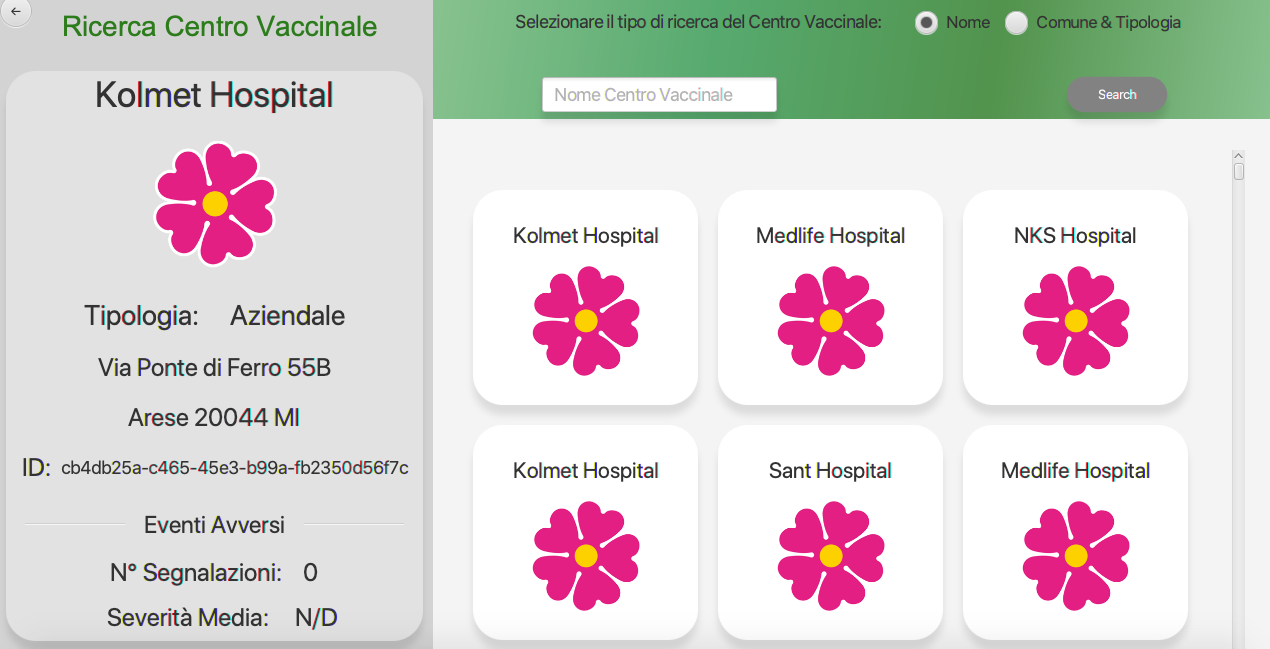 Ricerca Centro Vaccinale
Kolmet Hospital
Tipologia: Aziendale
Via Ponte di Ferro 55B
Arese 20044 MI
ID: cb4db25a-c465-45e3-b99a-fb2350d56f7c
Eventi Avversi
N° Segnalazioni: 0
Severità Media: N/D
Selezionare il tipo di ricerca del Centro Vaccinale: Nome Comune & Tipologia
Nome Centro Vaccinale Search
Kolmet Hospital Medlife Hospital NKS Hospital
Kolmet Hospital Sant Hospital Medlife Hospital